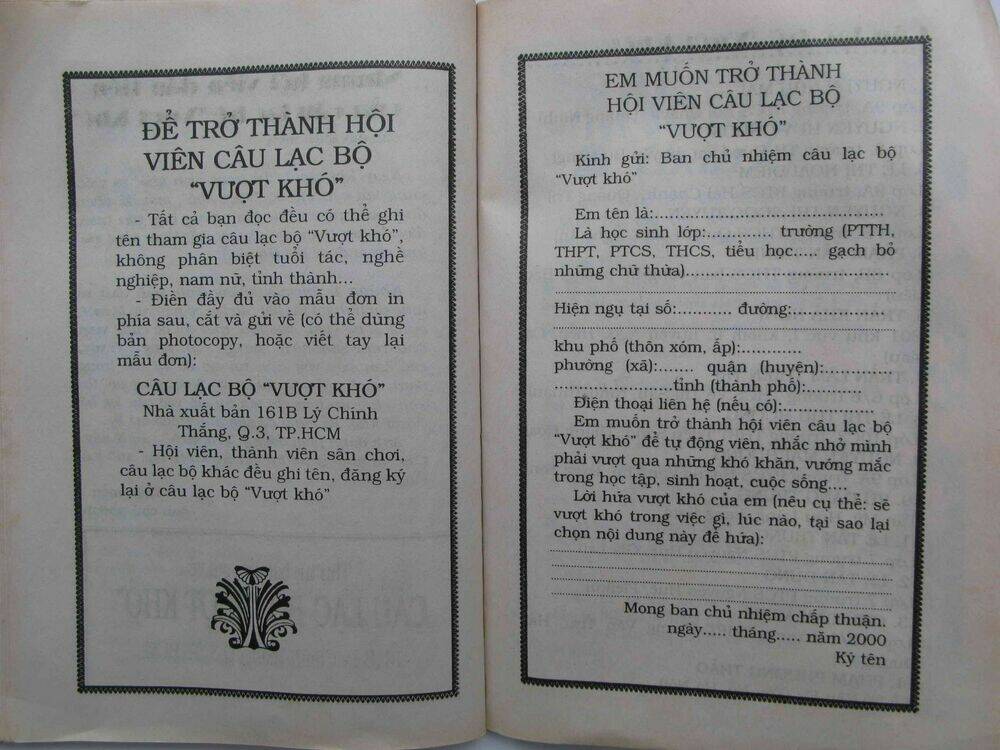 ĐỂ TRỞ THÀNH HỘI
VIÊN CÂU LẠC BỘ
“VƯỢT KHÓ”
- Tất cả bạn đọc đều có thể ghi
tên tham gia câu lạc bộ “Vượt khó”,
không phân biệt tuổi tác, nghề
nghiệp, nam nữ, tỉnh thành...
- Điền đầy đủ vào mẫu đơn in
phía sau, cắt và gửi về (có thể dùng
bản photocopy, hoặc viết tay lại
mẫu đơn):
CÂU LẠC BỘ “VƯỢT KHÓ”
Nhà xuất bản 161B Lý Chính
Thắng, Q.3, TP.HCM
- Hội viên, thành viên sân chơi,
câu lạc bộ khác đều ghi tên, đăng ký
lại ở câu lạc bộ “Vượt khó”
EM MUỐN TRỞ THÀNH
HỘI VIÊN CÂU LẠC BỘ
“VƯỢT KHÓ”
Kính gửi: Ban chủ nhiệm câu lạc bộ
“Vượt khó”
Em tên là:..........................................
Là học sinh lớp:............ trường (PTTH,
THPT, PTCS, THCS, tiểu học..... gạch bỏ
những chữ thừa)....................................
Hiện ngụ tại số:........... đường:.................
khu phố (thôn xóm, ấp):...........
phường (xã):...... quận (huyện):............
.....................tỉnh (thành phố):..............
Điện thoại liên hệ (nếu có):.................
Em muốn trở thành hội viên câu lạc bộ
“Vượt khó” để tự động viên, nhắc nhở mình
phải vượt qua những khó khăn, vướng mắc
trong học tập, sinh hoạt, cuộc sống....
Lời hứa vượt khó của em (nêu cụ thể: sẽ
vượt khó trong việc gì, lúc nào, tại sao lại
chọn nội dung này để hứa):
Mong ban chủ nhiệm chấp thuận.
ngày..... tháng..... năm 2000
Ký tên